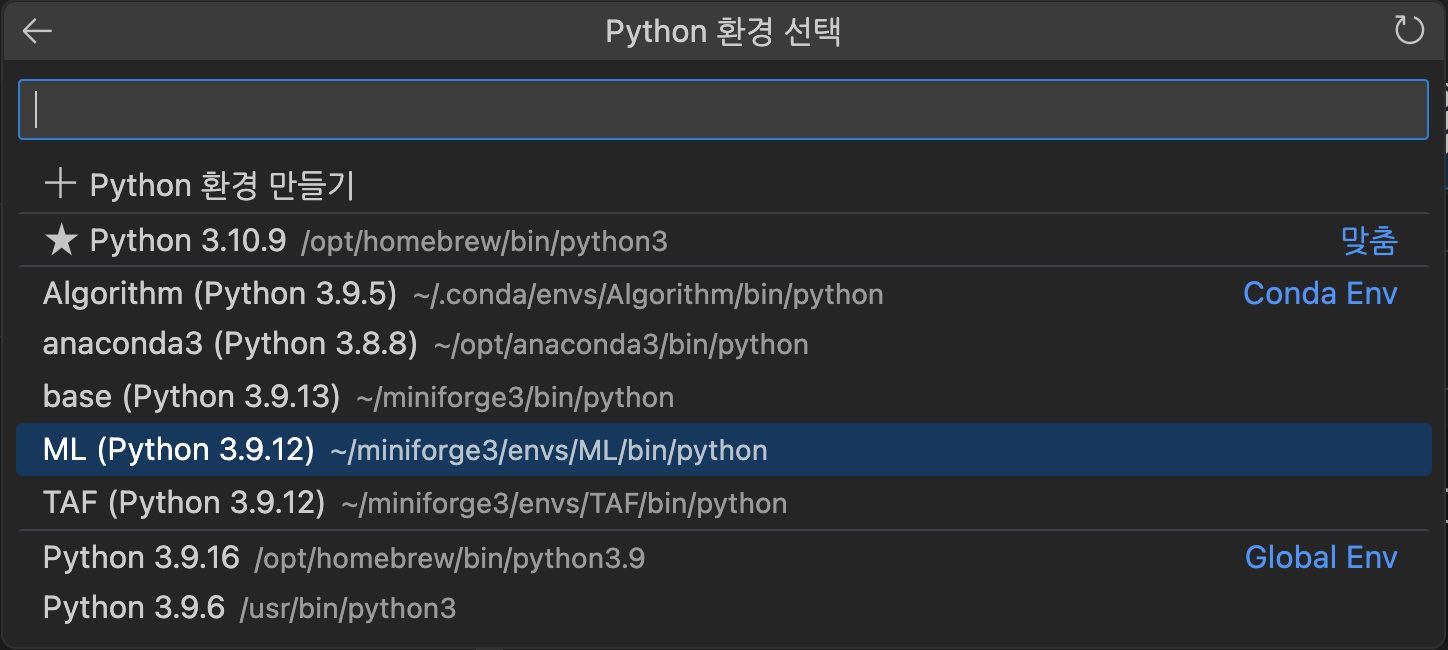 Python 환경 선택
Python 환경 만들기
Python 3.10.9 /opt/homebrew/bin/python3 맞춤
Algorithm (Python 3.9.5) ~/.conda/envs/Algorithm/bin/python Conda Env
anaconda3 (Python 3.8.8) ~/opt/anaconda3/bin/python
base (Python 3.9.13) ~/miniforge3/bin/python
ML (Python 3.9.12) ~/miniforge3/envs/ML/bin/python
TAF (Python 3.9.12) ~/miniforge3/envs/TAF/bin/python
Python 3.9.16 /opt/homebrew/bin/python3.9 Global Env
Python 3.9.6 /usr/bin/python3